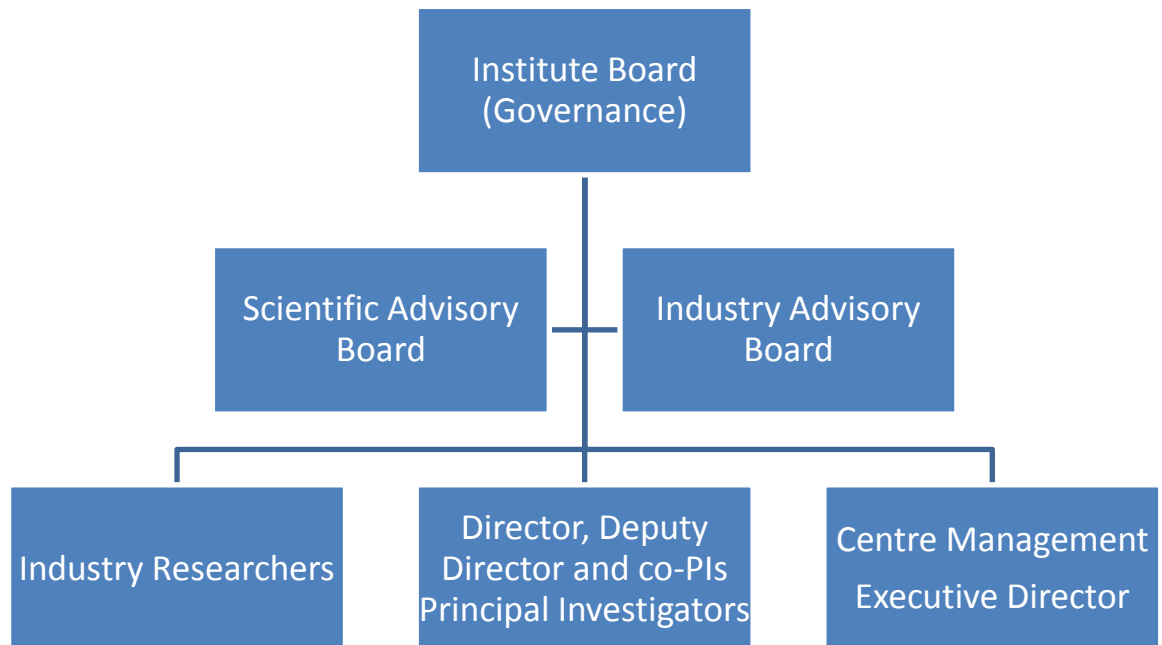 Institute Board
(Governance)
Scientific Advisory
Board
Industry Advisory
Board
Industry Researchers
Director, Deputy
Director and co-PIs
Principal Investigators
Centre Management
Executive Director